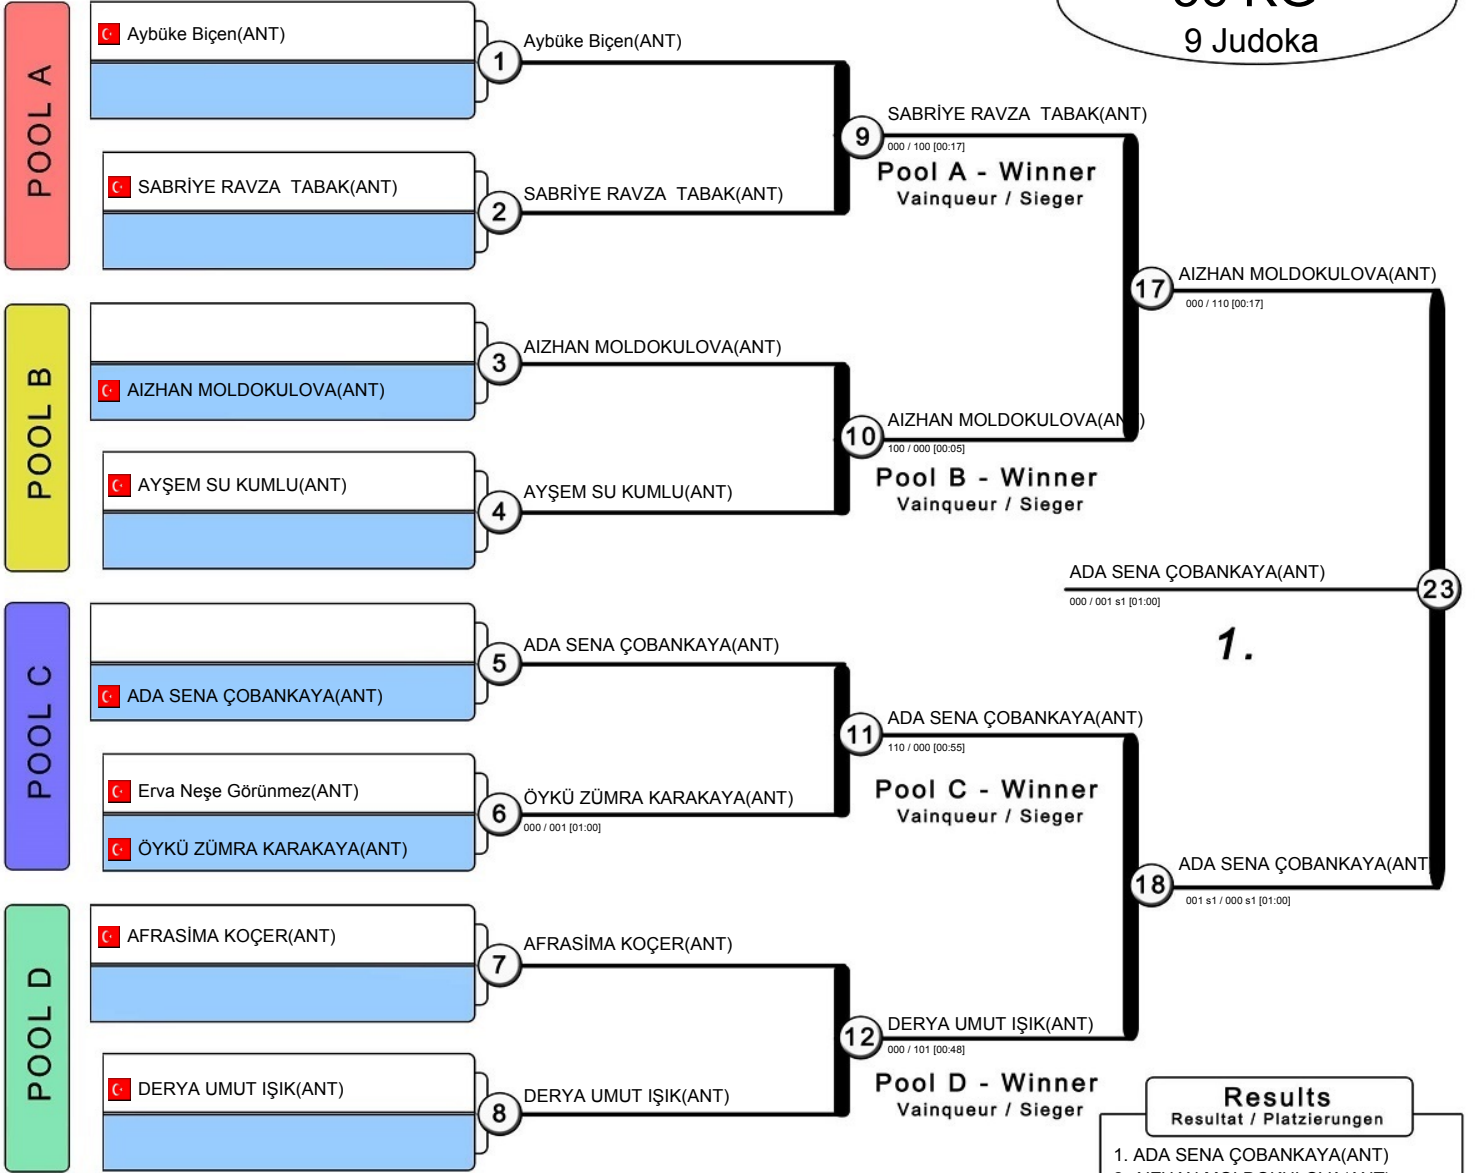 9 Judoka
POOL A
Aybüke Biçen(ANT)
1
Aybüke Biçen(ANT)
SABRİYE RAVZA TABAK(ANT)
2
SABRİYE RAVZA TABAK(ANT)
9
SABRİYE RAVZA TABAK(ANT)
000 / 100 [00:17]
Pool A - Winner
Vainqueur / Sieger
POOL B
3
AIZHAN MOLDOKULOVA(ANT)
AIZHAN MOLDOKULOVA(ANT)
AYŞEM SU KUMLU(ANT)
4
AYŞEM SU KUMLU(ANT)
10
AIZHAN MOLDOKULOVA(ANT)
100 / 000 [00:05]
Pool B - Winner
Vainqueur / Sieger
17
AIZHAN MOLDOKULOVA(ANT)
000 / 110 [00:17]
POOL C
5
ADA SENA ÇOBANKAYA(ANT)
ADA SENA ÇOBANKAYA(ANT)
Erva Neşe Görünmez(ANT)
6
ÖYKÜ ZÜMRA KARAKAYA(ANT)
000 / 001 [01:00]
ÖYKÜ ZÜMRA KARAKAYA(ANT)
11
ADA SENA ÇOBANKAYA(ANT)
110 / 000 [00:55]
Pool C - Winner
Vainqueur / Sieger
ADA SENA ÇOBANKAYA(ANT)
000 / 001 s1 [01:00]
23
1.
POOL D
AFRASİMA KOÇER(ANT)
7
AFRASİMA KOÇER(ANT)
DERYA UMUT IŞIK(ANT)
8
DERYA UMUT IŞIK(ANT)
12
DERYA UMUT IŞIK(ANT)
000 / 101 [00:48]
Pool D - Winner
Vainqueur / Sieger
18
ADA SENA ÇOBANKAYA(ANT
001 s1 / 000 s1 [01:00]
Results
Resultat / Platzierungen
1. ADA SENA ÇOBANKAYA(ANT)